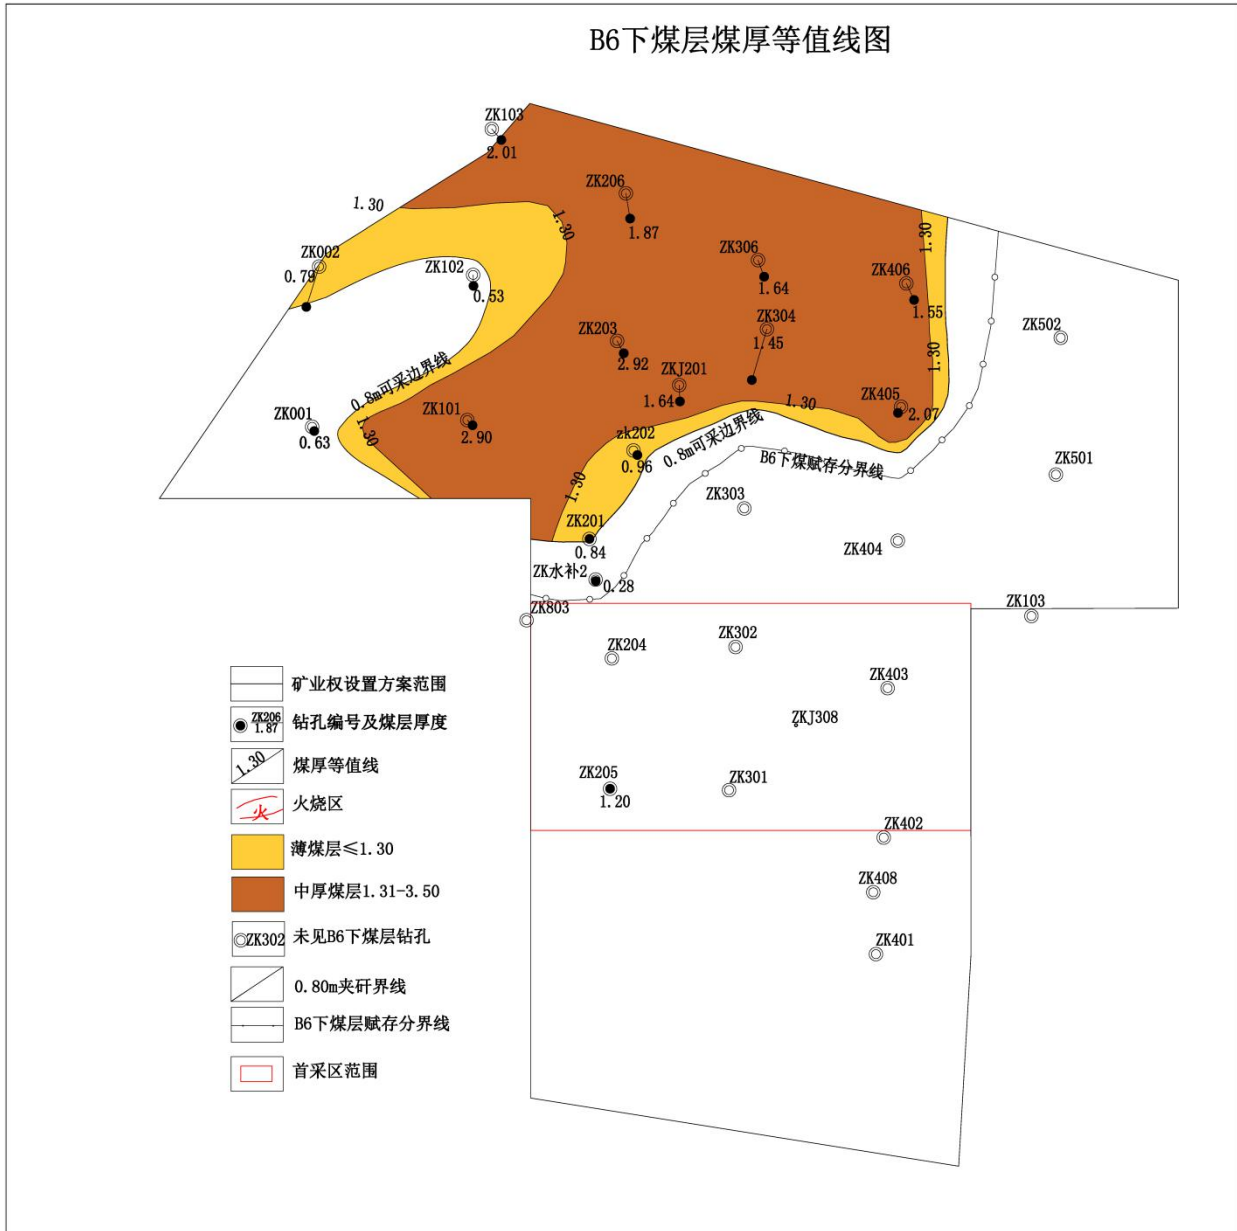 B6下煤层煤厚等值线图
ZK103
2.01
ZK206
1.87
1.30
1.30
1.30
ZK002
0.79
ZK102
0.53
ZK306
1.64
ZK406
1.55
ZK304
1.45
ZK502
ZK203
2.92
1.30
ZKJ201
1.64
0.8m可采边界线
ZK405
2.07
1.30
ZK001
0.63
1.30
ZK101
2.90
zk202
0.96
0.8m可采边界线
B6下煤赋存分界线
ZK501
1.30
ZK303
ZK201
0.84
ZK404
ZK水补2
0.28
ZK803
ZK103
ZK204
ZK302
ZK403
ZKJ308
ZK205
1.20
ZK301
ZK402
ZK408
ZK401
矿业权设置方案范围
ZK206
1.87
钻孔编号及煤层厚度
1.30
煤厚等值线
火
火烧区
薄煤层≤1.30
中厚煤层1.31-3.50
ZK302
未见B6下煤层钻孔
0.80m夹矸界线
B6下煤层赋存分界线
首采区范围